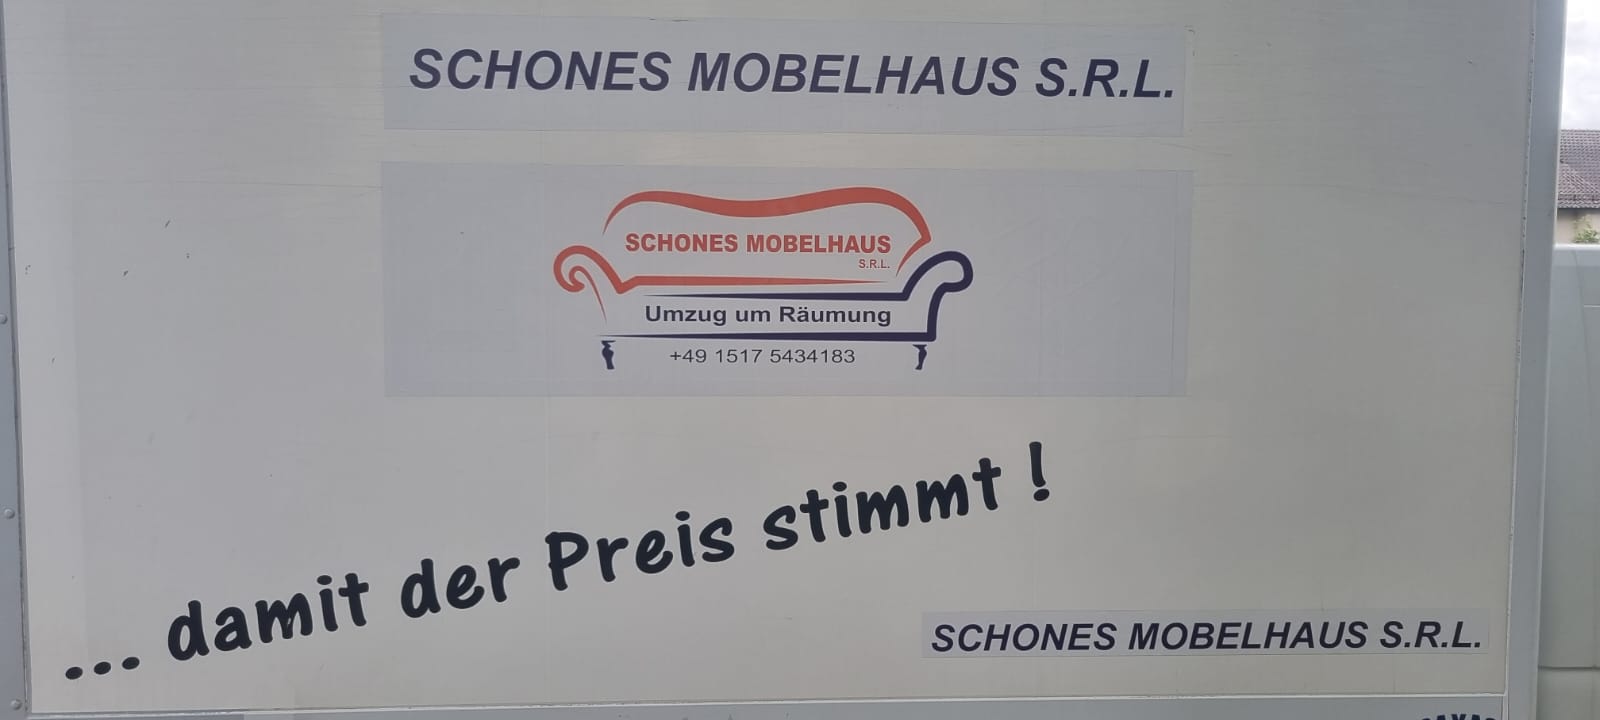 SCHONES MOBELHAUS S.R.L.
SCHONES MOBELHAUS
S.R.L.
Umzug um Räumung
+49 1517 5434183
... damit der Preis stimmt !
SCHONES MOBELHAUS S.R.L.